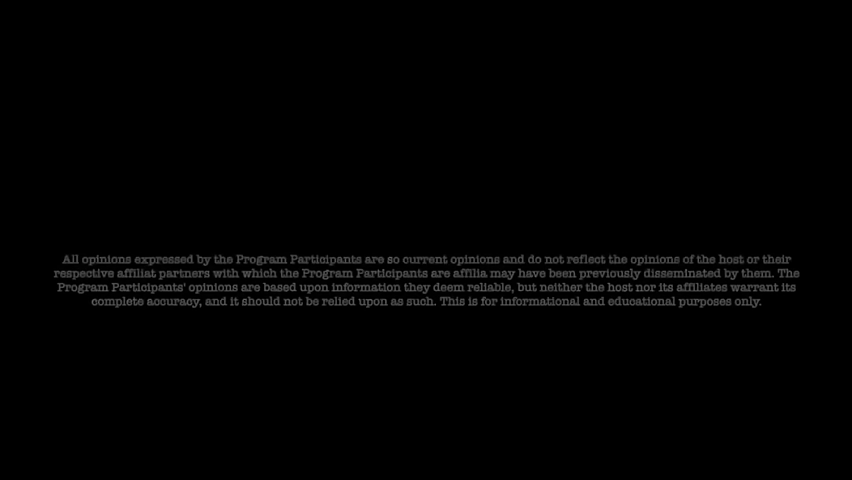 All opinions expressed by the Program Participants are so current opinions and do not reflect the opinions of the host or their
respective affiliat partners with which the Program Participants are affilia may have been previously disseminated by them. The
Program Participants' opinions are based upon information they deem reliable, but neither the host nor its affiliates warrant its
complete accuracy, and it should not be relied upon as such. This is for informational and educational purposes only.